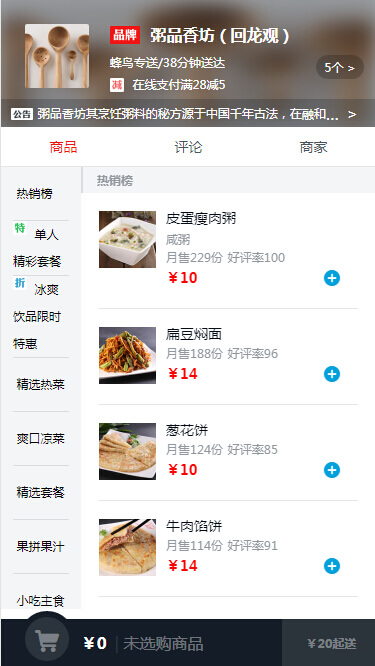 品牌 粥品香坊（回龙观）
蜂鸟专送/38分钟送达
减 在线支付满28减5
5个 >
公告 粥品香坊其烹饪粥料的秘方源于中国千年古法，在融和... >
商品 评论 商家
热销榜
特 单人
精彩套餐
折 冰爽
饮品限时
特惠
精选热菜
爽口凉菜
精选套餐
果拼果汁
小吃主食
热销榜
皮蛋瘦肉粥
咸粥
月售229份 好评率100
￥10
扁豆焖面
月售188份 好评率96
￥14
葱花饼
月售124份 好评率85
￥10
牛肉馅饼
月售114份 好评率91
￥14
￥0 未选购商品 ￥20起送